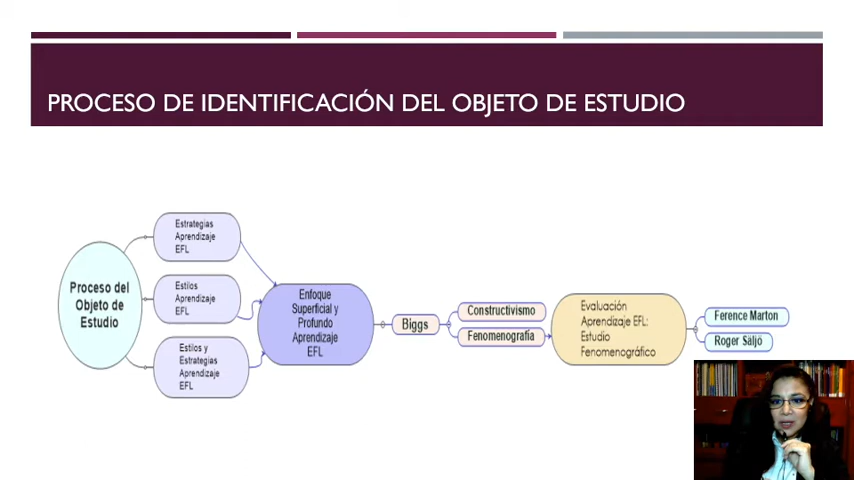 PROCESO DE IDENTIFICACIÓN DEL OBJETO DE ESTUDIO
Proceso del
Objeto de
Estudio
Estrategias
Aprendizaje
EFL
Estilos
Aprendizaje
EFL
Estilos y
Estrategias
Aprendizaje
EFL
Enfoque
Superficial y
Profundo
Aprendizaje
EFL
Biggs
Constructivismo
Fenomenografía
Evaluación
Aprendizaje EFL:
Estudio
Fenomenográfico
Ference Marton
Roger Säljö